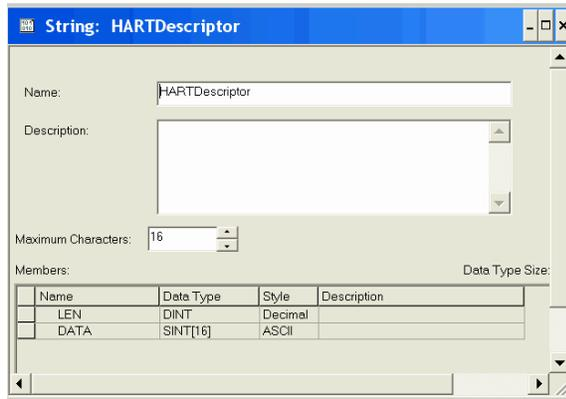 String: HARTDescriptor
Name: HARTDescriptor
Description:
Maximum Characters: 16
Members: Data Type Size:
Name Data Type Style Description
LEN DINT Decimal
DATA SINT[16] ASCII